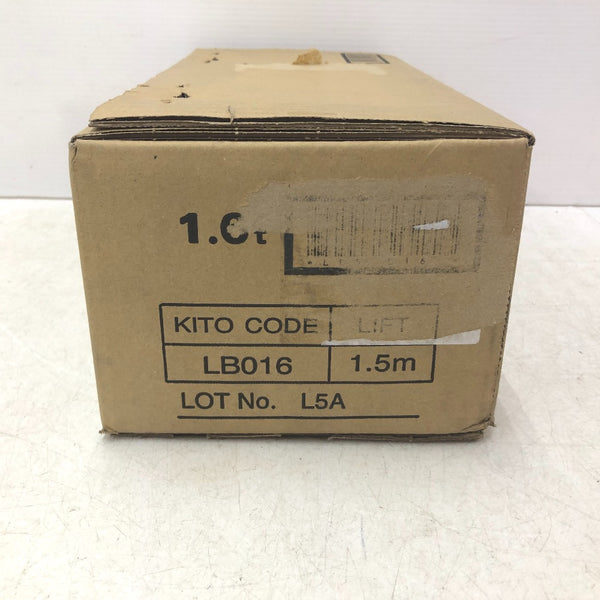 1.6t
KITO CODE LIFT
LB016 1.5m
LOT No. L5A